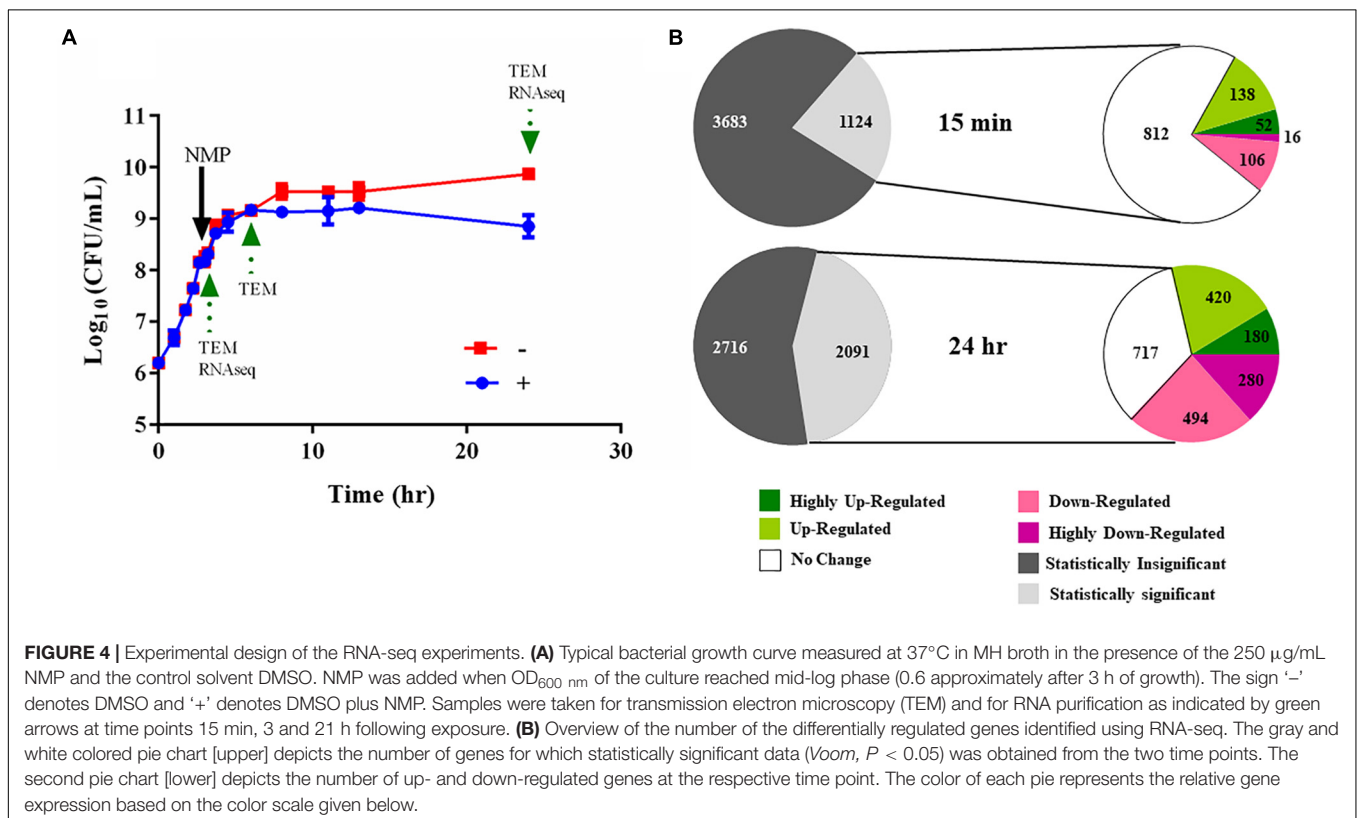 A
TEM
RNAseq
NMP
11
10
9
8
7
6
5
Log10 (CFU/mL)
TEM
TEM
RNAseq
-
+
0
10
20
30
Time (hr)
B
3683
1124
15 min
812
138
52
16
106
2716
2091
24 hr
717
420
180
280
494
Highly Up-Regulated
Up-Regulated
No Change
Down-Regulated
Highly Down-Regulated
Statistically Insignificant
Statistically significant
FIGURE 4 | Experimental design of the RNA-seq experiments. (A) Typical bacterial growth curve measured at 37°C in MH broth in the presence of the 250 μg/mL
NMP and the control solvent DMSO. NMP was added when OD600 nm of the culture reached mid-log phase (0.6 approximately after 3 h of growth). The sign ‘–’
denotes DMSO and ‘+’ denotes DMSO plus NMP. Samples were taken for transmission electron microscopy (TEM) and for RNA purification as indicated by green
arrows at time points 15 min, 3 and 21 h following exposure. (B) Overview of the number of the differentially regulated genes identified using RNA-seq. The gray and
white colored pie chart [upper] depicts the number of genes for which statistically significant data (Voom, P < 0.05) was obtained from the two time points. The
second pie chart [lower] depicts the number of up- and down-regulated genes at the respective time point. The color of each pie represents the relative gene
expression based on the color scale given below.